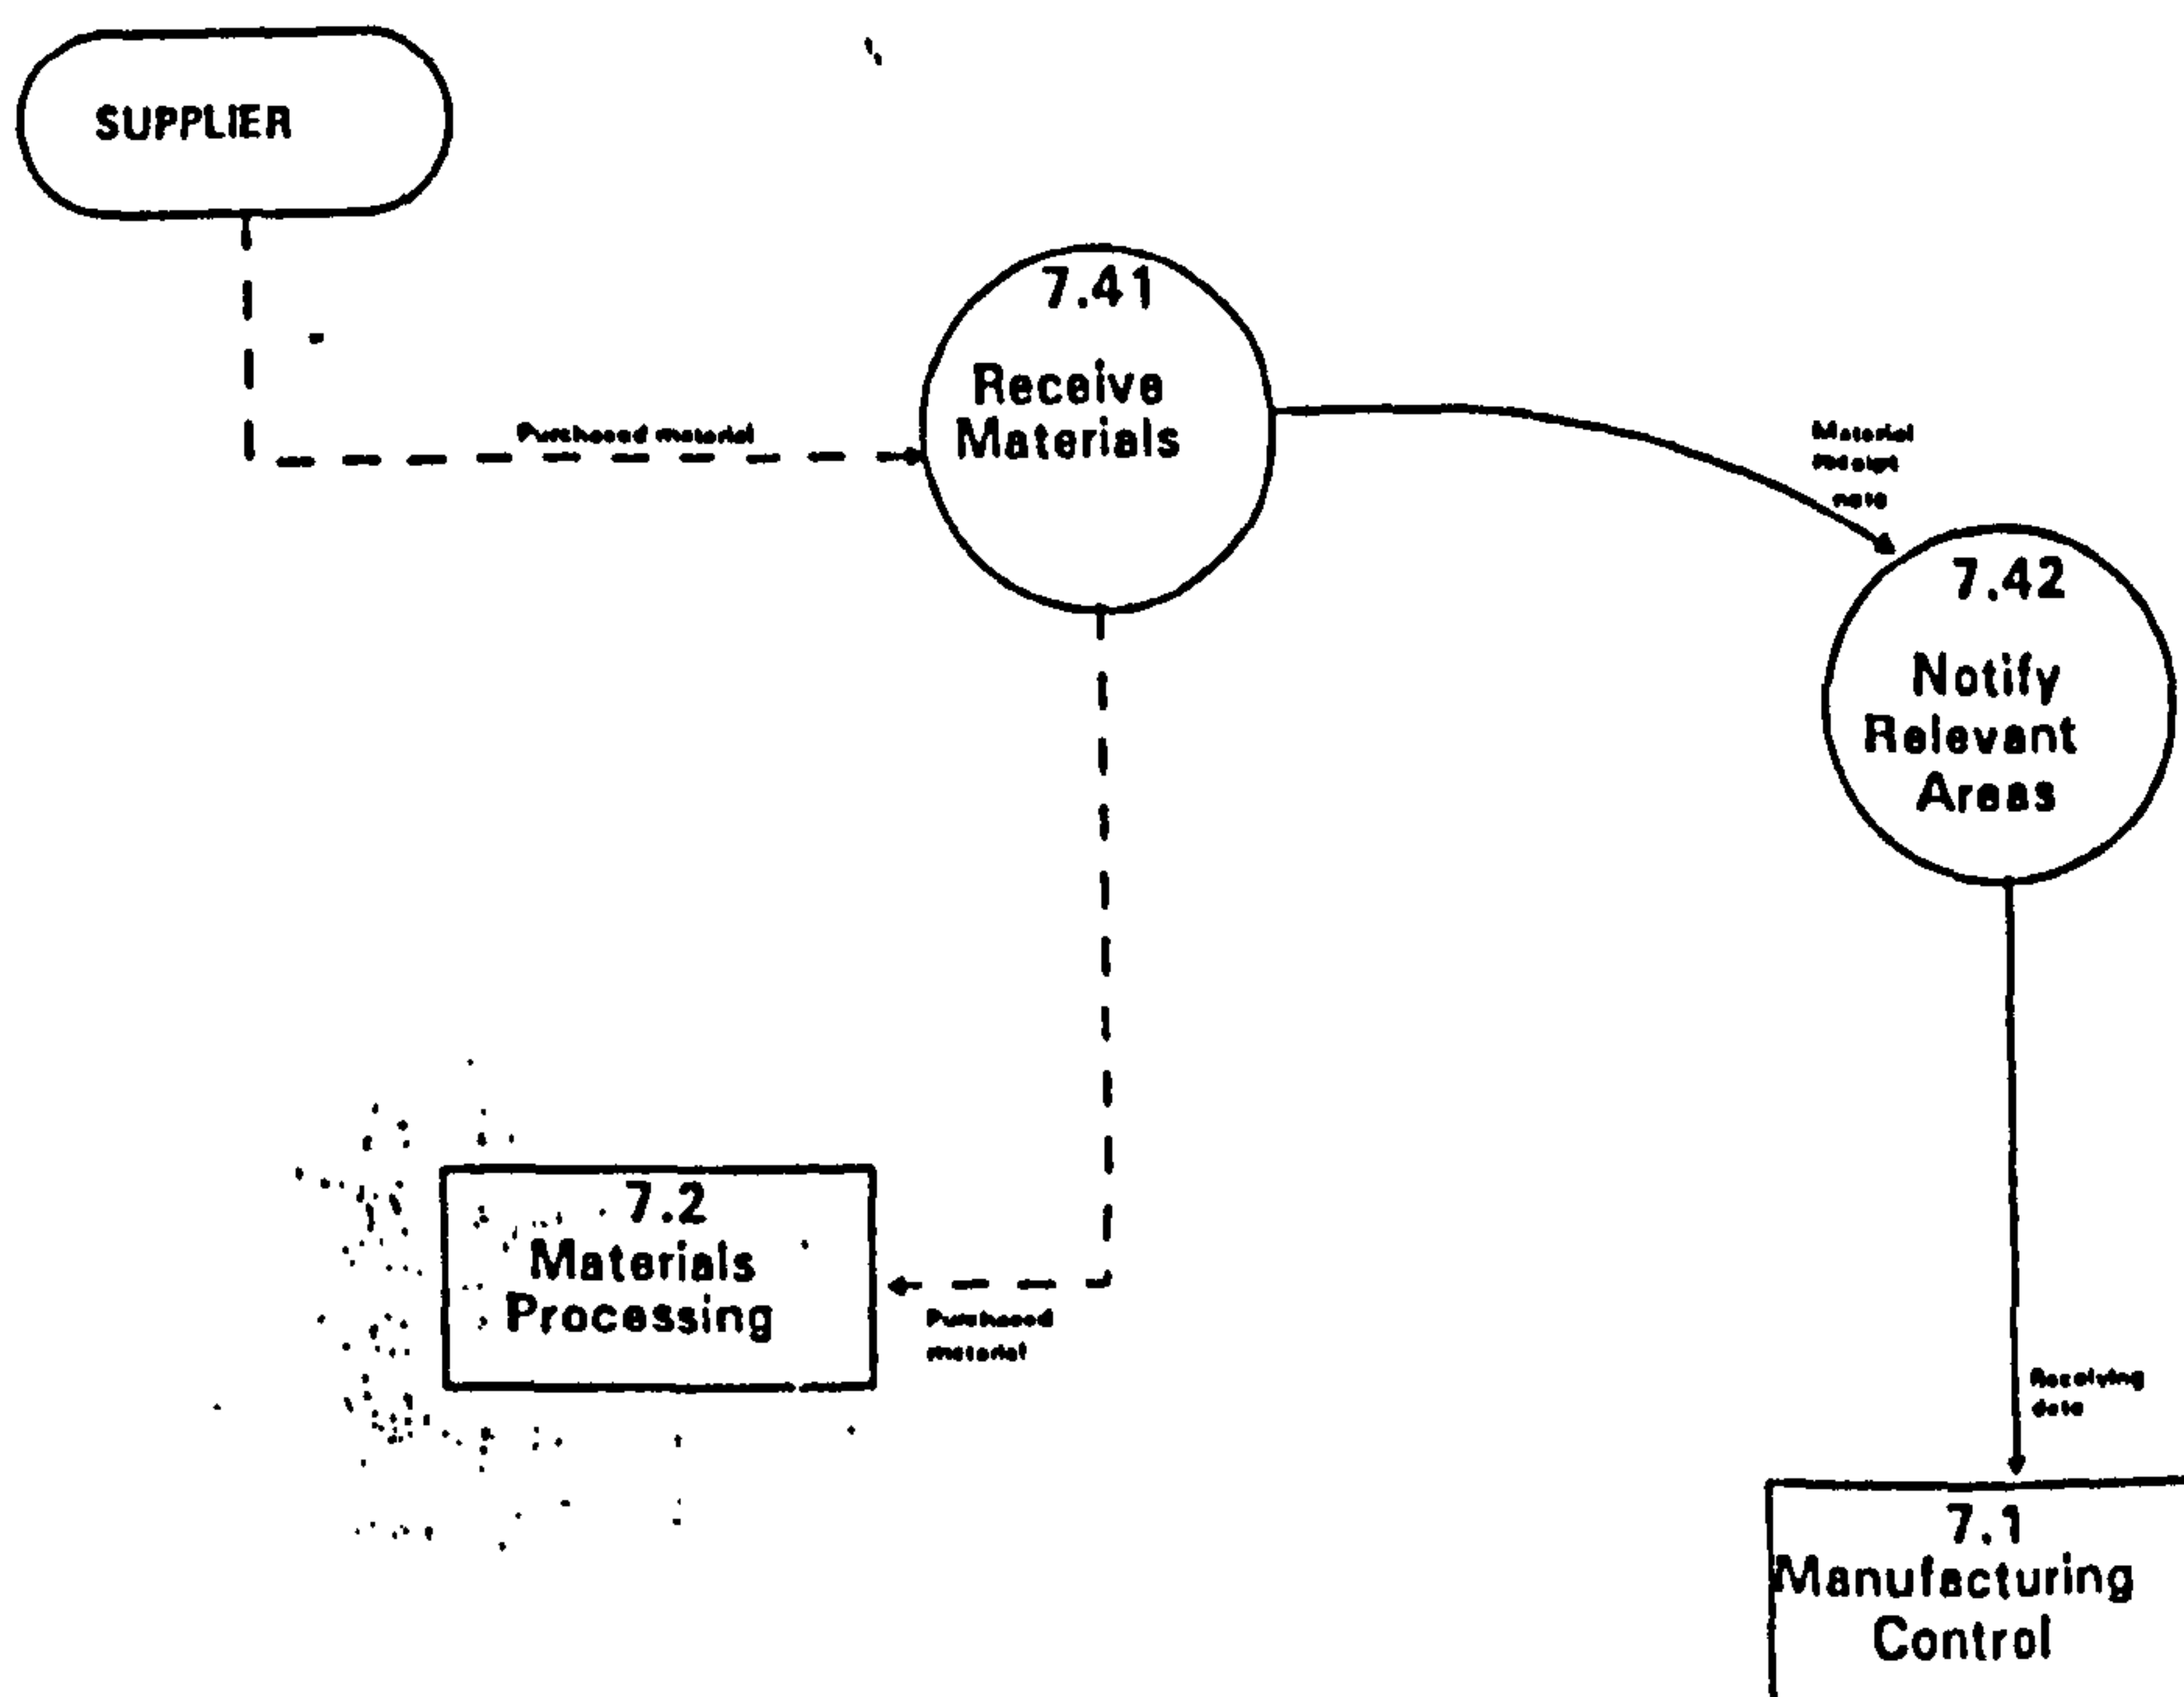 SUPPLIER
7.41
Receive
Materials
Purchased material
Material
receipt
note
7.42
Notify
Relevant
Areas
7.2
Materials
Processing
Purchased
material
Receiving
data
7.1
Manufacturing
Control